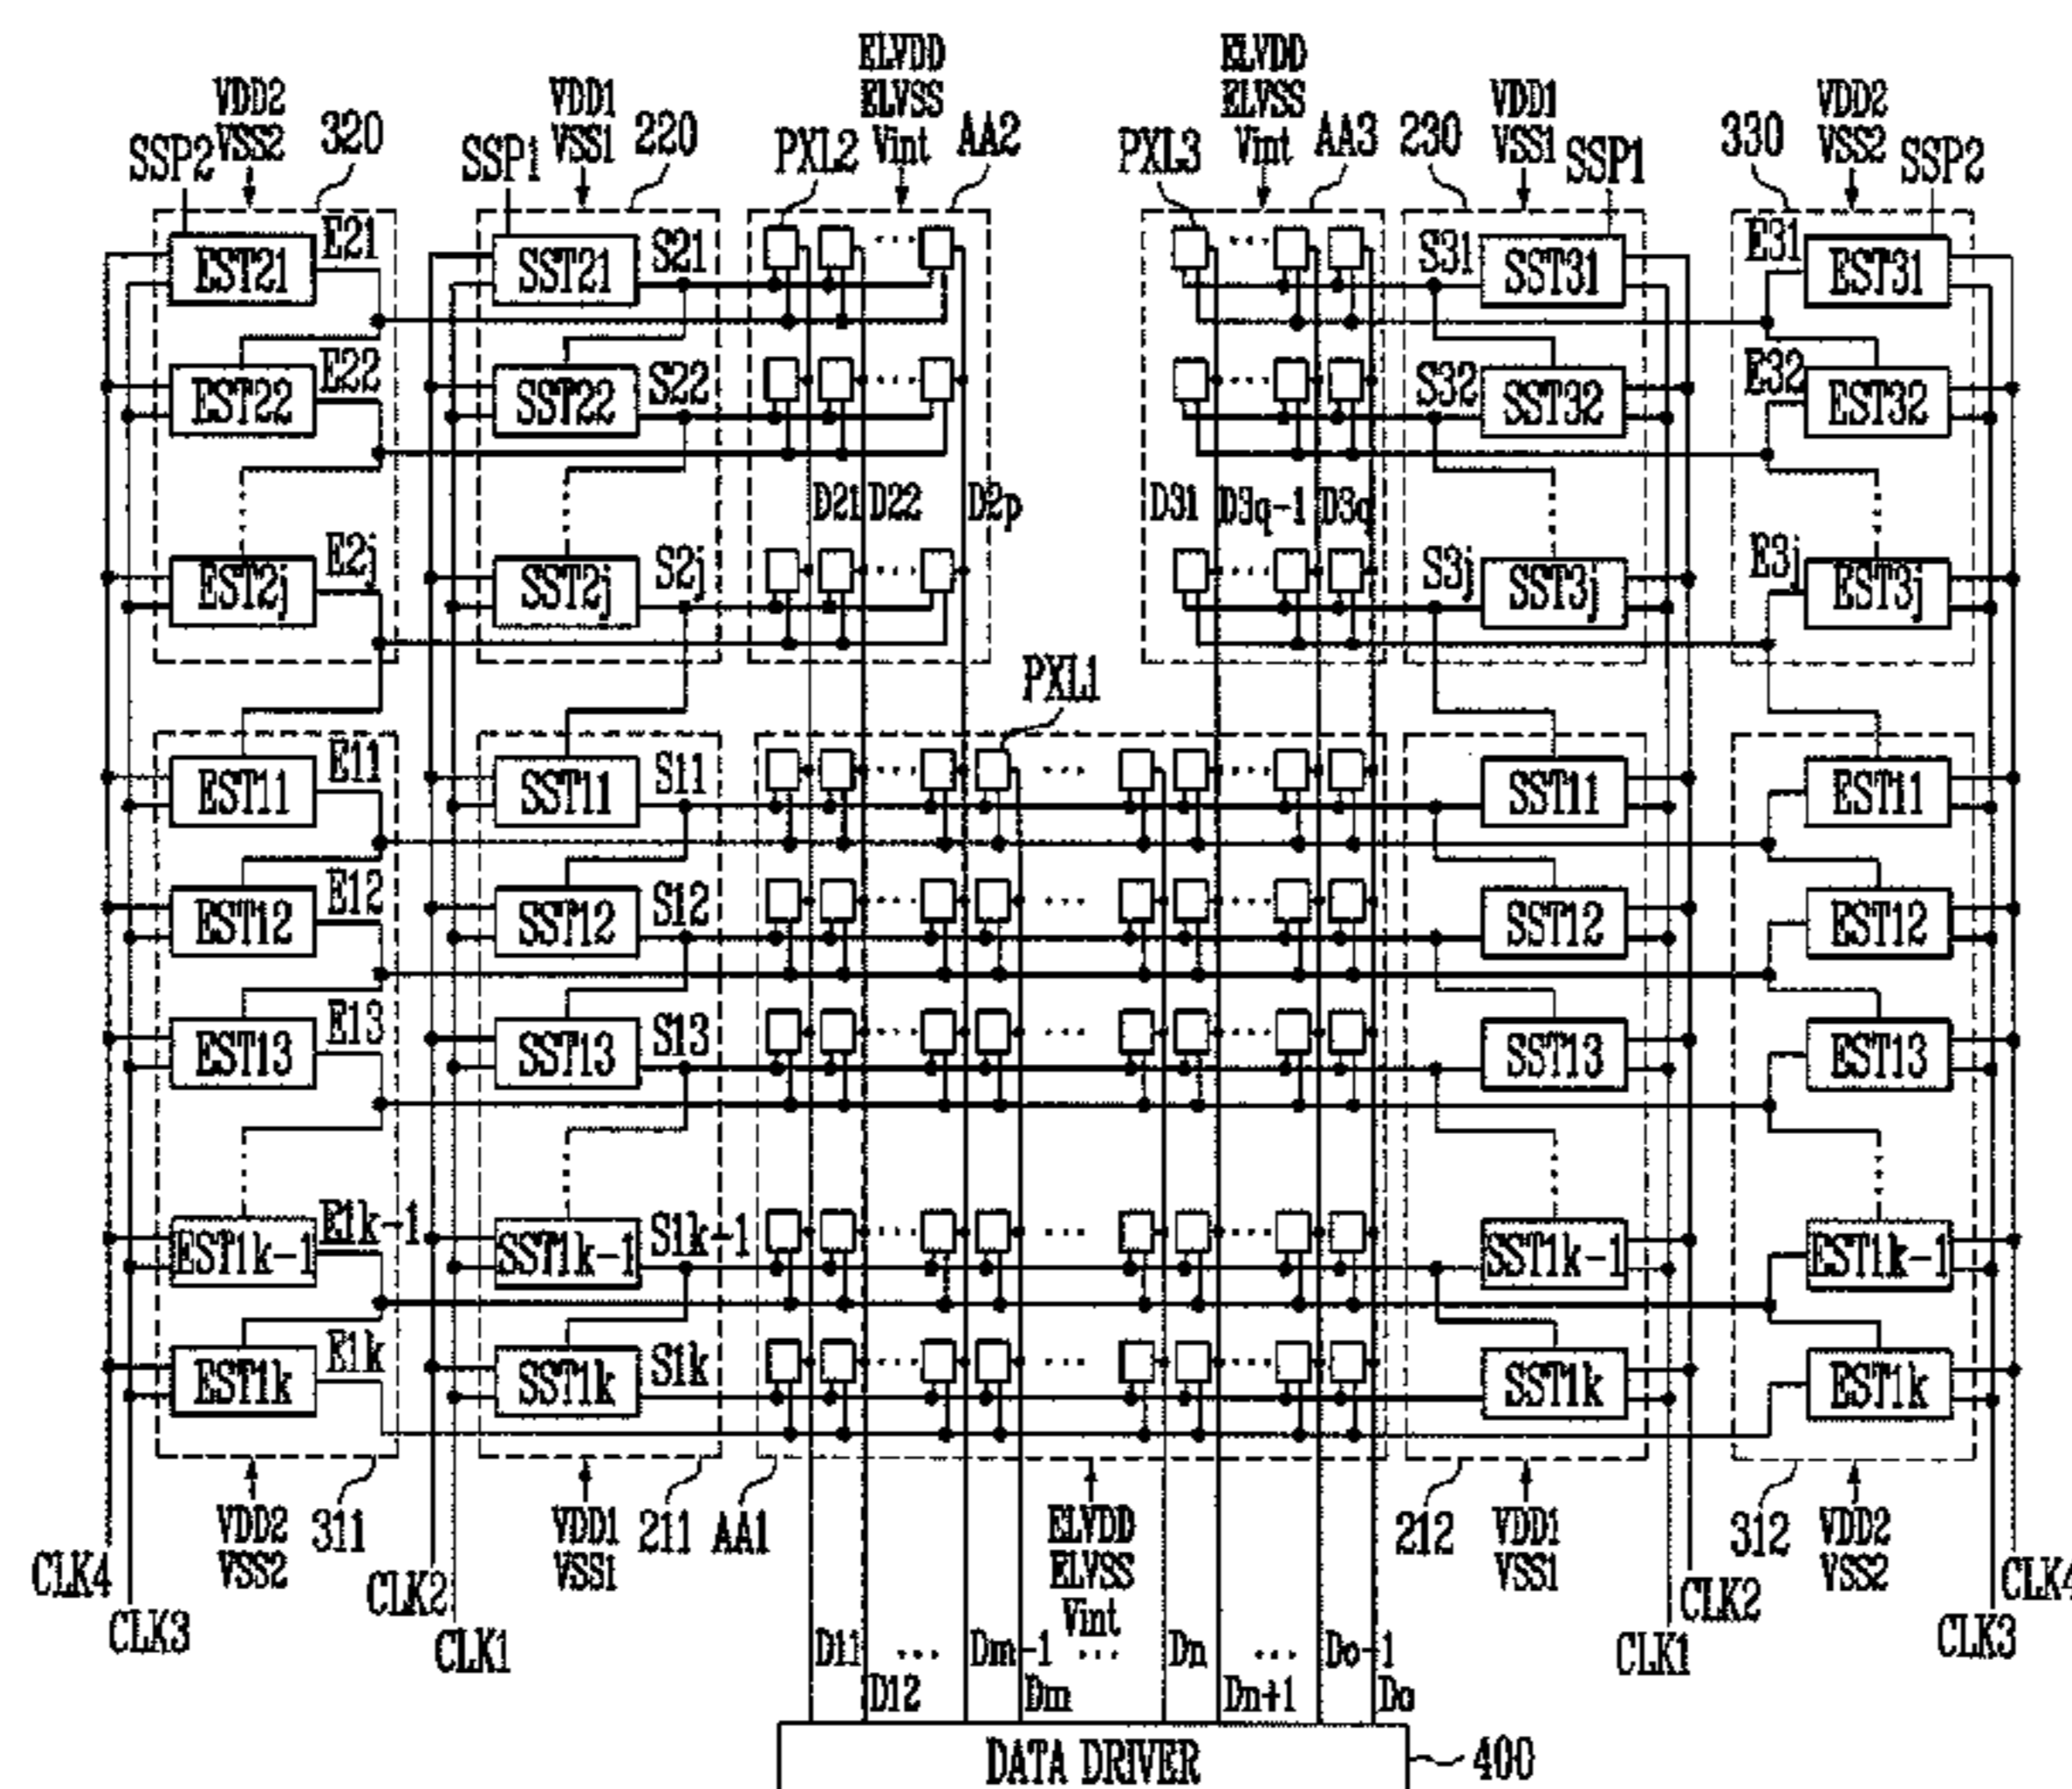 ELVDD ELVDD
VDD2 VDD1 ELVSS ELVSS VDD1 VDD2
SSP2 VSS2 320 SSP1 VSS1 220 PXL2 Vint AA2 PXL3 Vint AA3 230 VSS1 SSP1 330 VSS2 SSP2
EST21 E21 SST21 S21 ... ... S31 SST31 E31 EST31
EST22 E22 SST22 S22 ... ... S32 SST32 E32 EST32
D21 D22 D2p D31 D3q-1 D3q
EST2j E2j SST2j S2j ... ... S3j SST3j E3j EST3j
PXL1
EST11 E11 SST11 S11 ... ... ... SST11 EST11
EST12 E12 SST12 S12 ... ... ... SST12 EST12
EST13 E13 SST13 S13 ... ... ... SST13 EST13
EST1k-1 E1k-1 SST1k-1 S1k-1 ... ... ... SST1k-1 EST1k-1
EST1k E1k SST1k S1k ... ... ... SST1k EST1k
VDD2 311 VDD1 211 AA1 ELVDD 212 VDD1 312 VDD2
CLK4 VSS2 CLK2 VSS1 ELVSS VSS1 CLK2 VSS2 CLK4
CLK3 CLK1 Vint CLK1 CLK3
D11 ... Dm-1 ... Dn ... Do-1
D12 Dm Dn+1 Do
DATA DRIVER 400